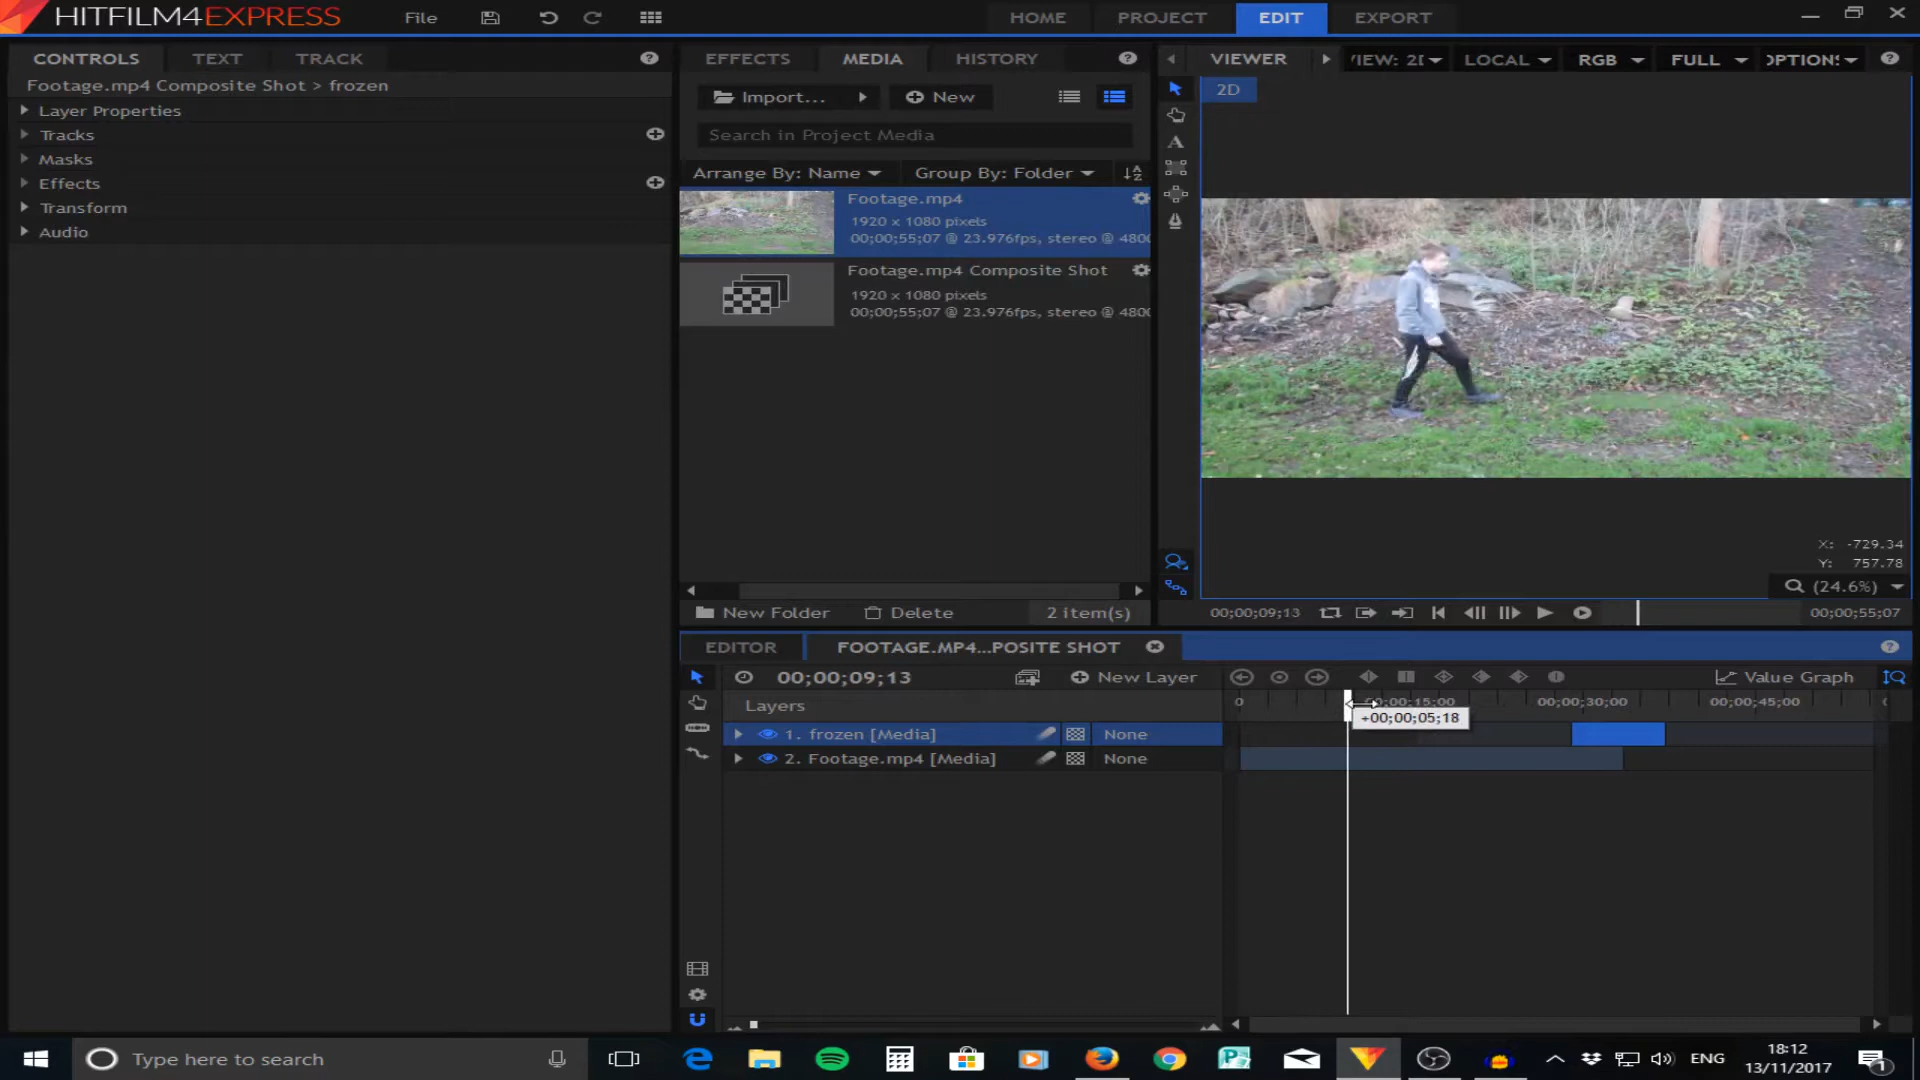 HITFILM4EXPRESS
File
HOME
PROJECT
EDIT
EXPORT
CONTROLS
TEXT
TRACK
Footage.mp4 Composite Shot > frozen
Layer Properties
Tracks
Masks
Effects
Transform
Audio
EFFECTS
MEDIA
HISTORY
Import...
New
Search in Project Media
Arrange By: Name
Group By: Folder
Footage.mp4
1920 x 1080 pixels
00;00;55;07 @ 23.976fps, stereo @ 4800
Footage.mp4 Composite Shot
1920 x 1080 pixels
00;00;55;07 @ 23.976fps, stereo @ 4800
New Folder
Delete
2 item(s)
VIEWER
LOCAL
RGB
FULL
2D
X: -729.34
Y: 757.78
(24.6%)
00;00;09;13
00;00;55;07
EDITOR
FOOTAGE.MP4...POSITE SHOT
00;00;09;13
New Layer
Value Graph
Layers
0
00;00;30;00
00;00;45;00
+00;00;05;18
1. frozen [Media]
None
2. Footage.mp4 [Media]
None
Type here to search
ENG
18:12
13/11/2017
1